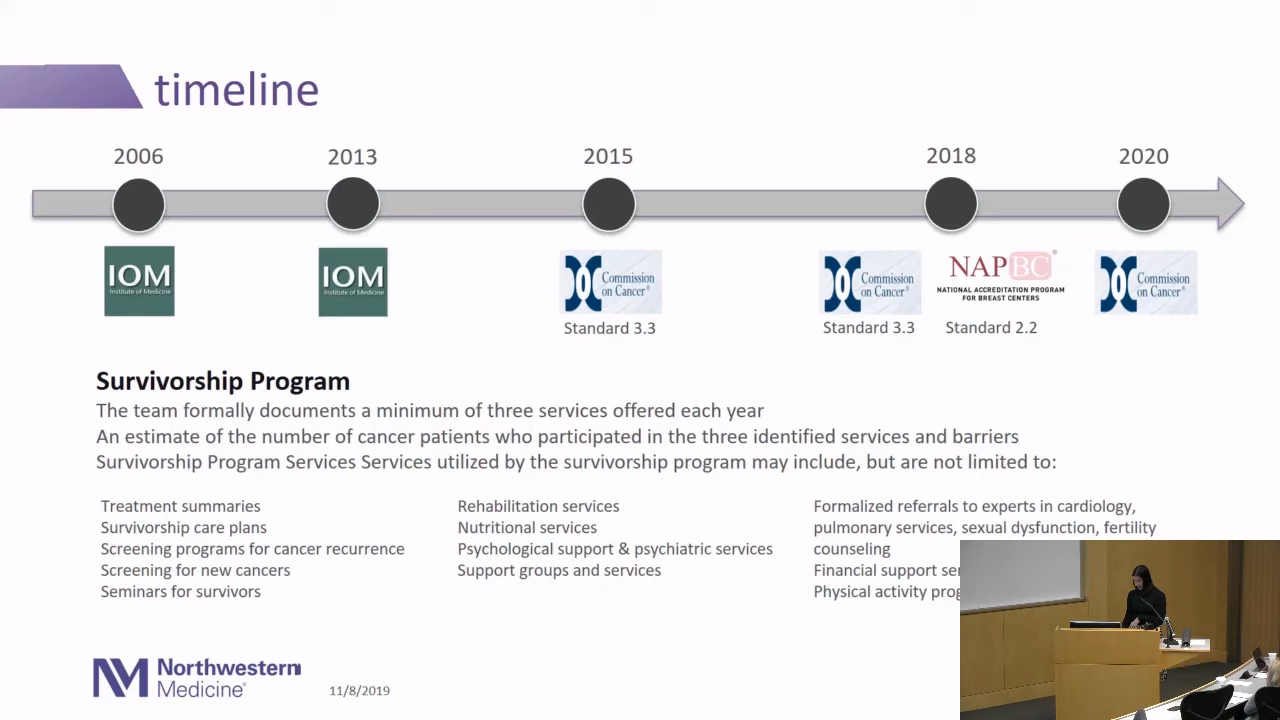 timeline
2006
2013
2015
2018
2020
IOM
Institute of Medicine
IOM
Institute of Medicine
Commission
on Cancer®
Standard 3.3
Commission
on Cancer®
Standard 3.3
NAPBC®
NATIONAL ACCREDITATION PROGRAM
FOR BREAST CENTERS
Standard 2.2
Commission
on Cancer®
Survivorship Program
The team formally documents a minimum of three services offered each year
An estimate of the number of cancer patients who participated in the three identified services and barriers
Survivorship Program Services Services utilized by the survivorship program may include, but are not limited to:
Treatment summaries
Survivorship care plans
Screening programs for cancer recurrence
Screening for new cancers
Seminars for survivors
Rehabilitation services
Nutritional services
Psychological support & psychiatric services
Support groups and services
Formalized referrals to experts in cardiology,
pulmonary services, sexual dysfunction, fertility
counseling
Financial support
Physical activity
NM Northwestern
Medicine®
11/8/2019